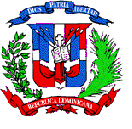 DIOS PATRIA LIBERTAD
REPUBLICA DOMINICANA